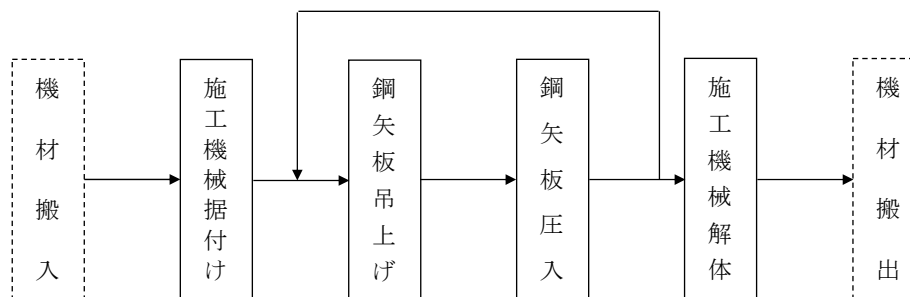 機材搬入
施工機械据付け
鋼矢板吊上げ
鋼矢板圧入
施工機械解体
機材搬出